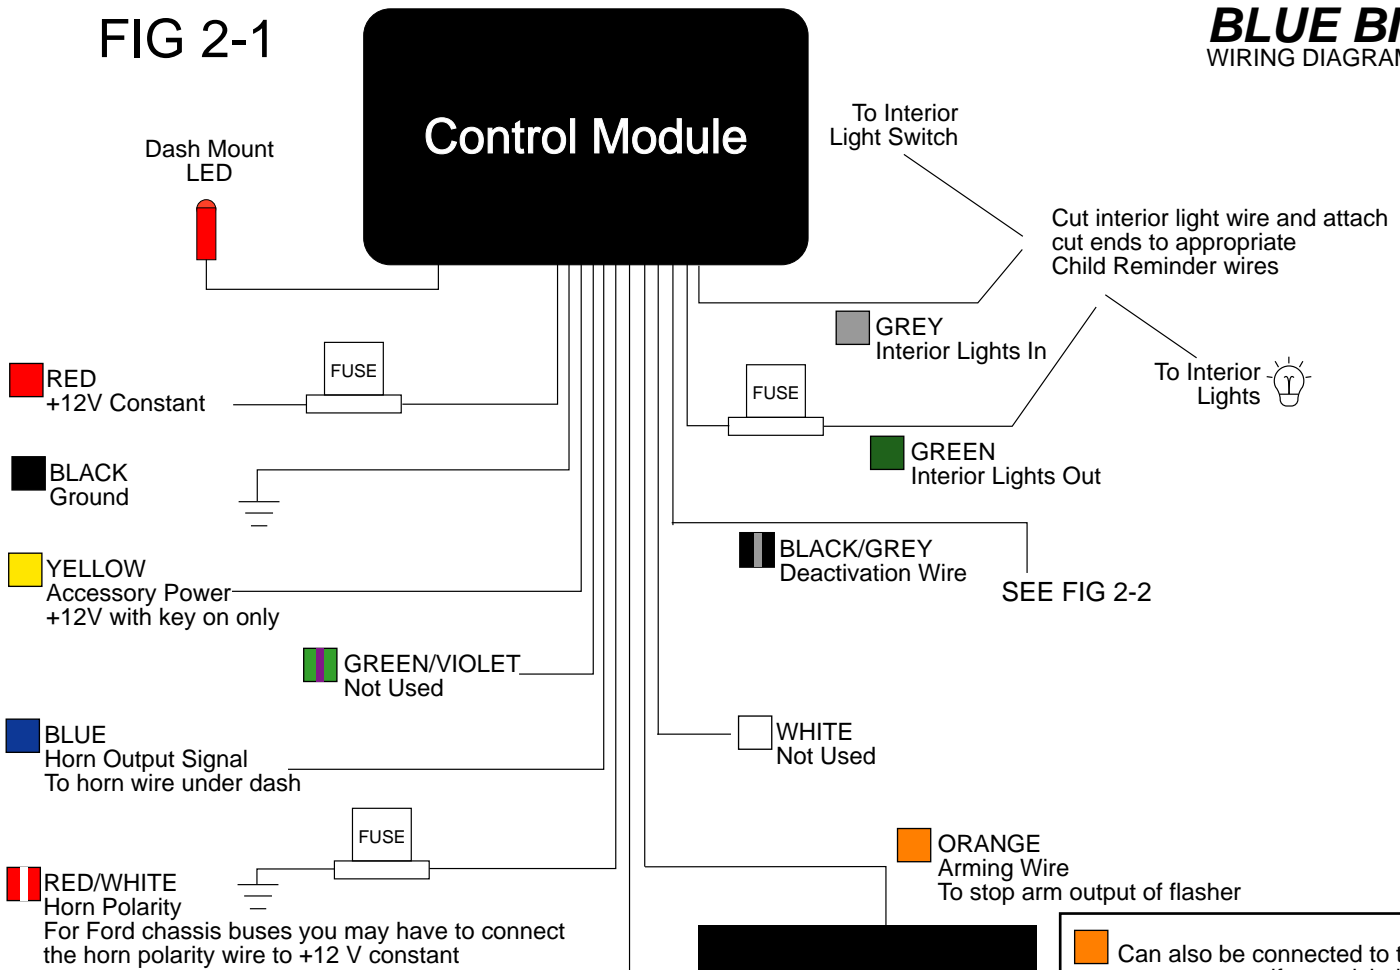 FIG 2-1
BLUE
WIRING DIAGRAM
Control Module
To Interior
Light Switch
Dash Mount
LED
Cut interior light wire and attach
cut ends to appropriate
Child Reminder wires
GREY
Interior Lights In
To Interior
Lights
RED
+12V Constant
FUSE
FUSE
GREEN
Interior Lights Out
BLACK
Ground
BLACK/GREY
Deactivation Wire
SEE FIG 2-2
YELLOW
Accessory Power
+12V with key on only
GREEN/VIOLET
Not Used
BLUE
Horn Output Signal
To horn wire under dash
WHITE
Not Used
FUSE
ORANGE
Arming Wire
To stop arm output of flasher
RED/WHITE
Horn Polarity
For Ford chassis buses you may have to connect
the horn polarity wire to +12 V constant
Can also be connected to